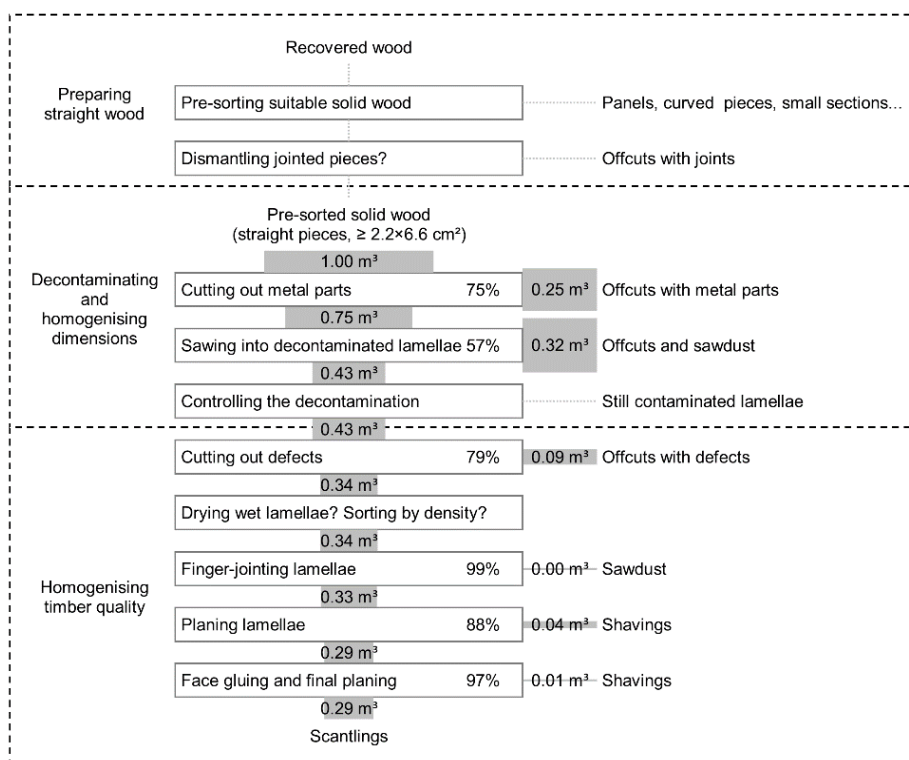 Recovered wood
Preparing
straight wood
Pre-sorting suitable solid wood
Panels, curved pieces, small sections...
Dismantling jointed pieces?
Offcuts with joints
Pre-sorted solid wood
(straight pieces, ≥ 2.2×6.6 cm²)
1.00 m³
Decontaminating
and
homogenising
dimensions
Cutting out metal parts 75% 0.25 m³ Offcuts with metal parts
0.75 m³
Sawing into decontaminated lamellae 57% 0.32 m³ Offcuts and sawdust
0.43 m³
Controlling the decontamination
Still contaminated lamellae
0.43 m³
Homogenising
timber quality
Cutting out defects 79% 0.09 m³ Offcuts with defects
0.34 m³
Drying wet lamellae? Sorting by density?
0.34 m³
Finger-jointing lamellae 99% 0.00 m³ Sawdust
0.33 m³
Planing lamellae 88% 0.04 m³ Shavings
0.29 m³
Face gluing and final planing 97% 0.01 m³ Shavings
0.29 m³
Scantlings